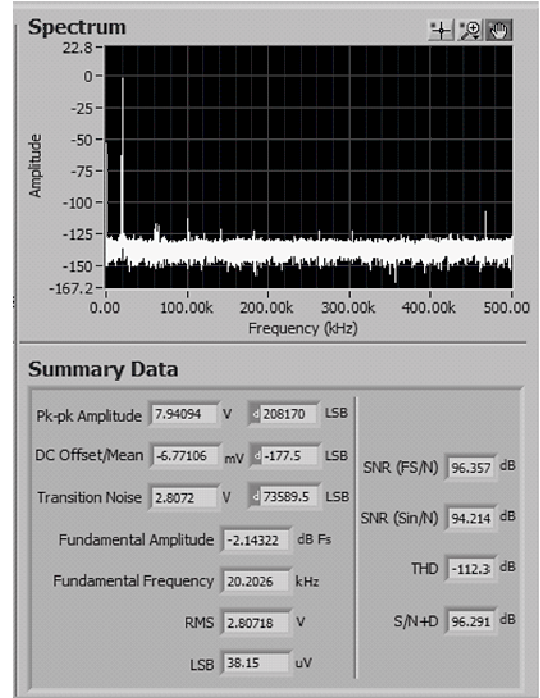 Spectrum
22.8
0
-25
-50
-75
-100
-125
-150
-167.2
Amplitude
0.00 100.00k 200.00k 300.00k 400.00k 500.00
Frequency (kHz)
Summary Data
Pk-pk Amplitude 7.94094 V d 208170 LSB
DC Offset/Mean -6.77106 mV d -177.5 LSB
Transition Noise 2.8072 V d 73589.5 LSB
Fundamental Amplitude -2.14322 dB Fs
Fundamental Frequency 20.2026 kHz
RMS 2.80718 V
LSB 38.15 uV
SNR (FS/N) 96.357 dB
SNR (Sin/N) 94.214 dB
THD -112.3 dB
S/N+D 96.291 dB